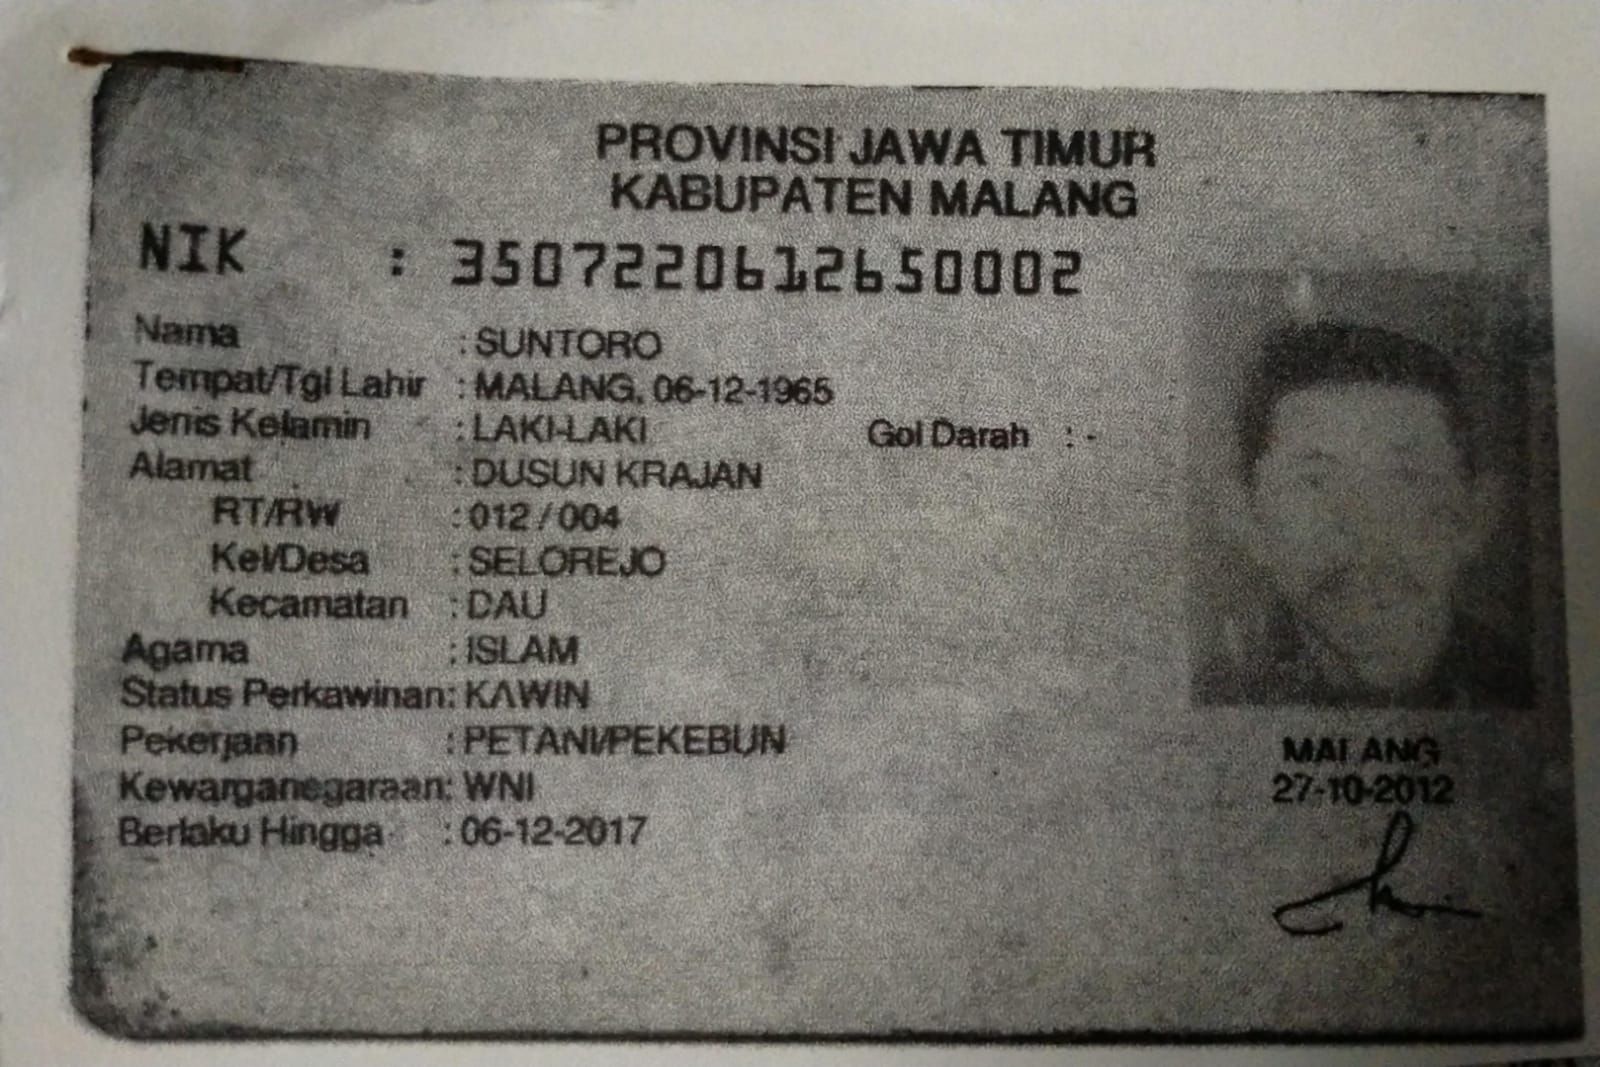 PROVINSI JAWA TIMUR
KABUPATEN MALANG
NIK : 3507220612650002
Nama : SUNTORO
Tempat/Tgl Lahir : MALANG, 06-12-1965
Jenis Kelamin : LAKI-LAKI Gol Darah : -
Alamat : DUSUN KRAJAN
RT/RW : 012 / 004
Kel/Desa : SELOREJO
Kecamatan : DAU
Agama : ISLAM
Status Perkawinan: KAWIN
Pekerjaan : PETANI/PEKEBUN
Kewarganegaraan: WNI
Berlaku Hingga : 06-12-2017
MALANG
27-10-2012